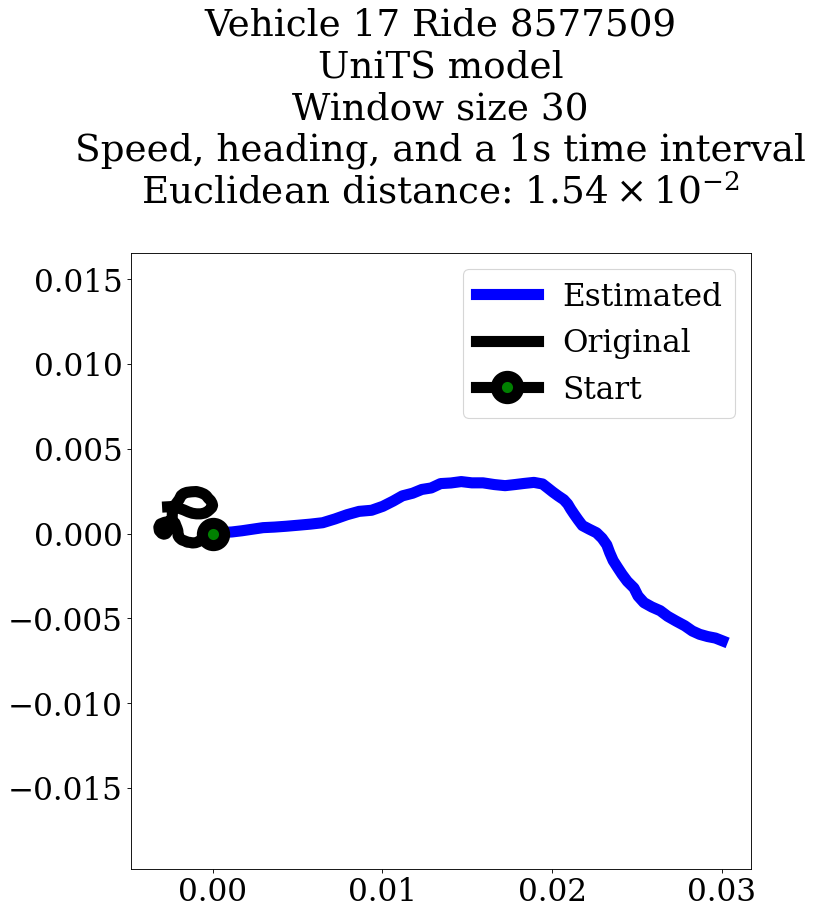 Vehicle 17 Ride 8577509
UniTS model
Window size 30
Speed, heading, and a 1s time interval
Euclidean distance: 1.54 × 10⁻²
Estimated
Original
Start
0.015
0.010
0.005
0.000
−0.005
−0.010
−0.015
0.00
0.01
0.02
0.03